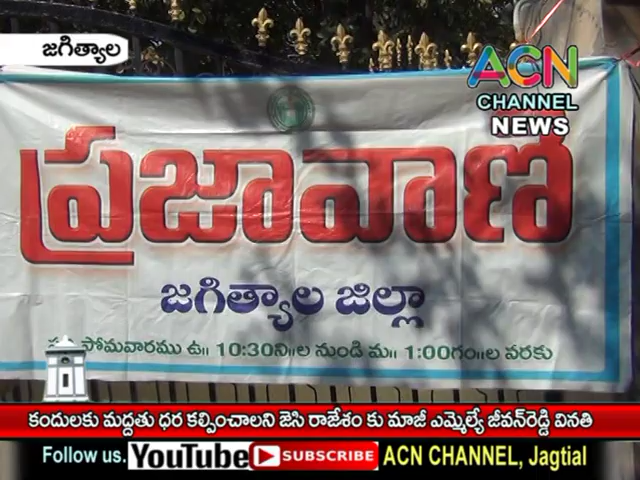 జగిత్యాల
ACN
CHANNEL
NEWS
ప్రజావాణి
జగిత్యాల జిల్లా
సోమవారము ఉ॥ 10:30ని॥ల నుండి మ॥ 1:00గం॥ల వరకు
కందులకు మద్దతు ధర కల్పించాలని జెసి రాజేశం కు మాజీ ఎమ్మెల్యే జీవన్‌రెడ్డి వినతి
Follow us. YouTube SUBSCRIBE ACN CHANNEL, Jagtial